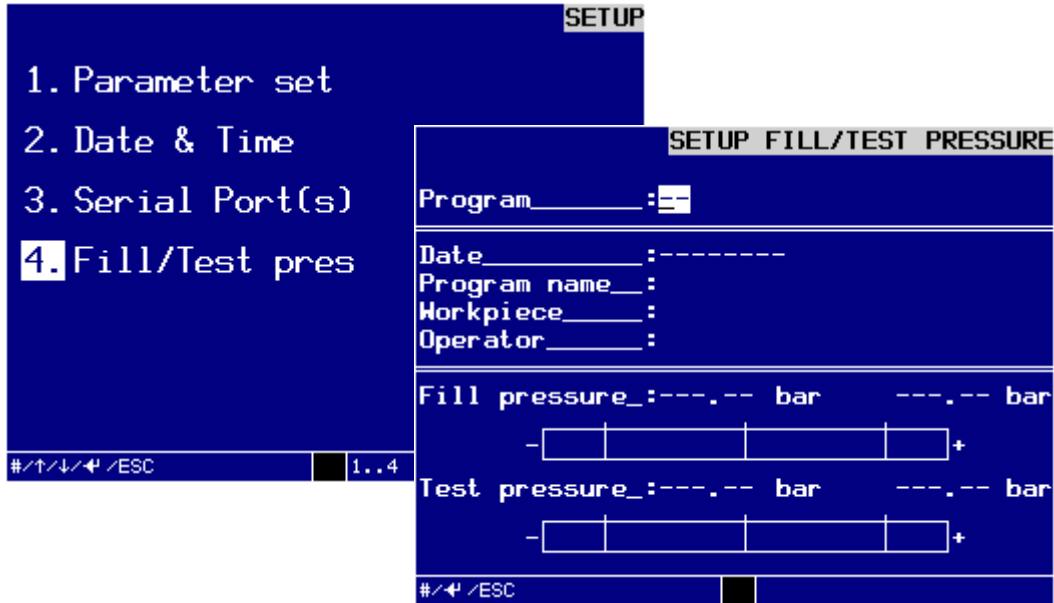 SETUP
1. Parameter set
2. Date & Time
3. Serial Port(s)
4. Fill/Test pres
#/↑/↓/↵ /ESC 1..4
SETUP FILL/TEST PRESSURE
Program_______:--
Date__________:--------
Program name__:
Workpiece_____:
Operator______:
Fill pressure_:---.-- bar ---.-- bar
- +
Test pressure_:---.-- bar ---.-- bar
- +
#/↵ /ESC